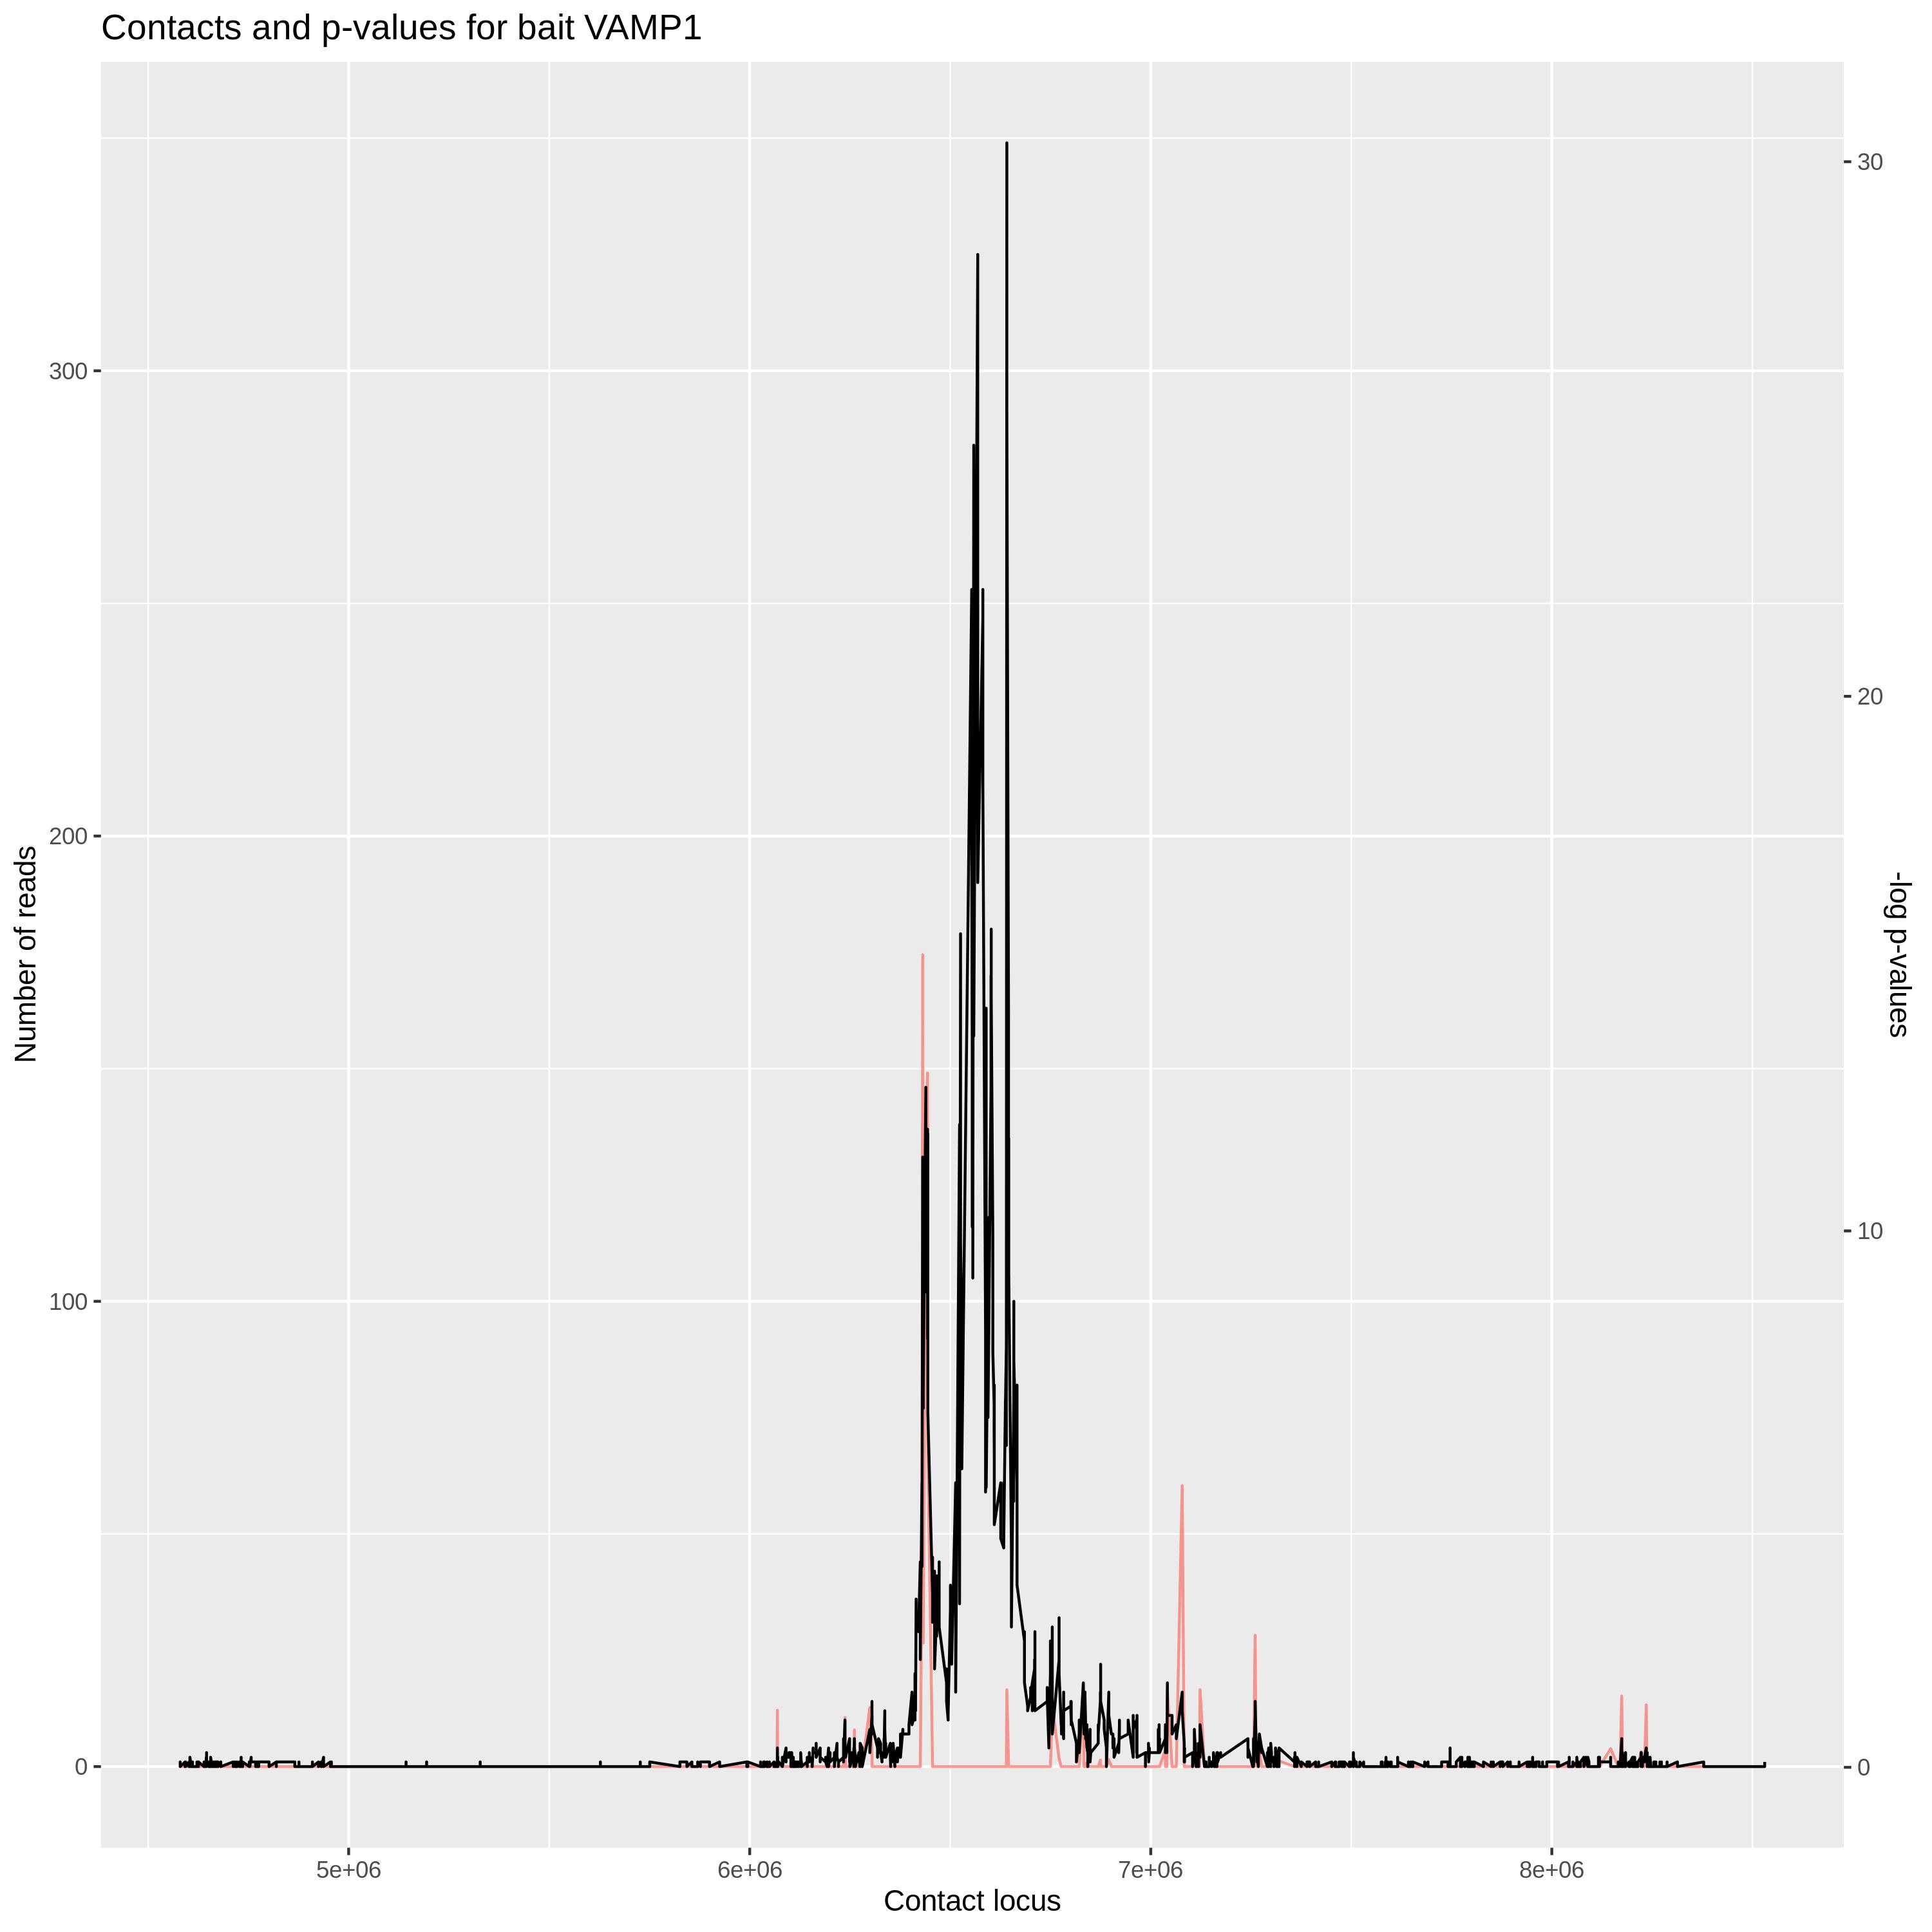 Contacts and p-values for bait VAMP1
Number of reads
300
200
100
0
30
20
10
0
-log p-values
5e+06
6e+06
7e+06
8e+06
Contact locus